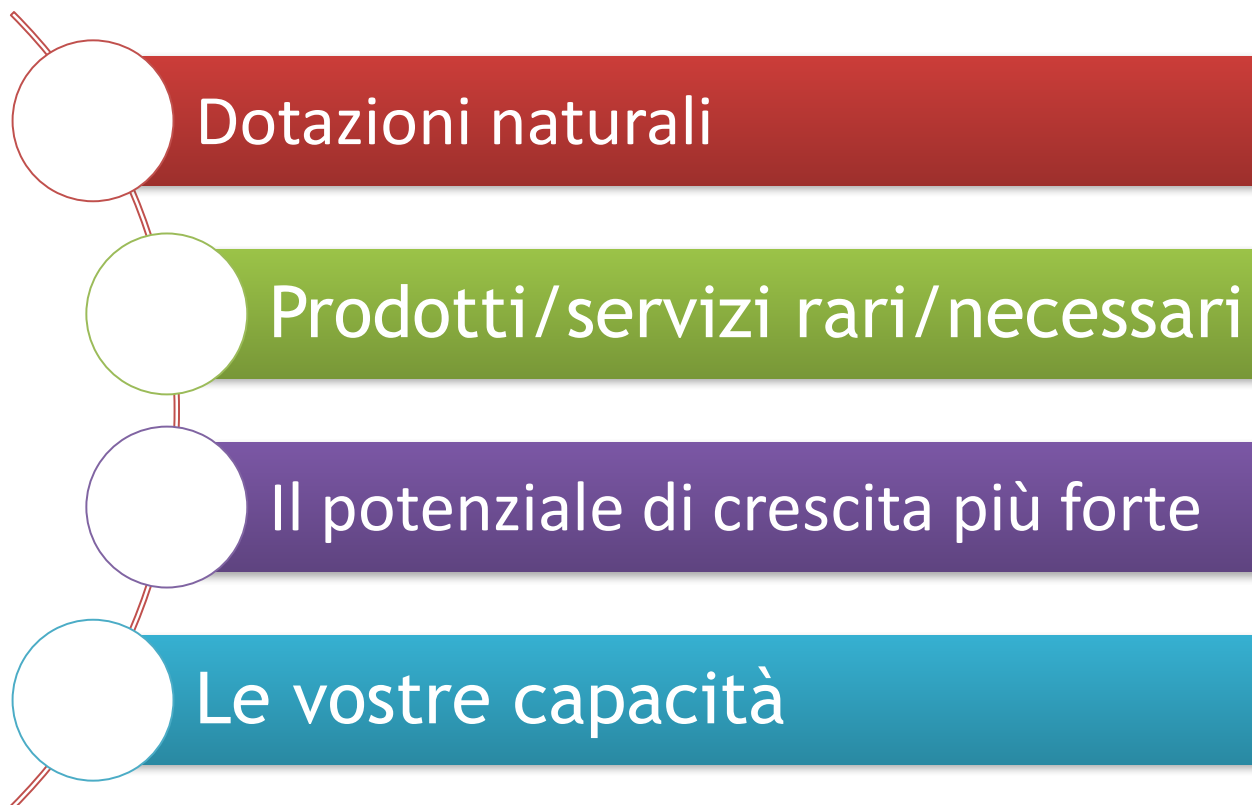 Dotazioni naturali
Prodotti/servizi rari/necessari
Il potenziale di crescita più forte
Le vostre capacità